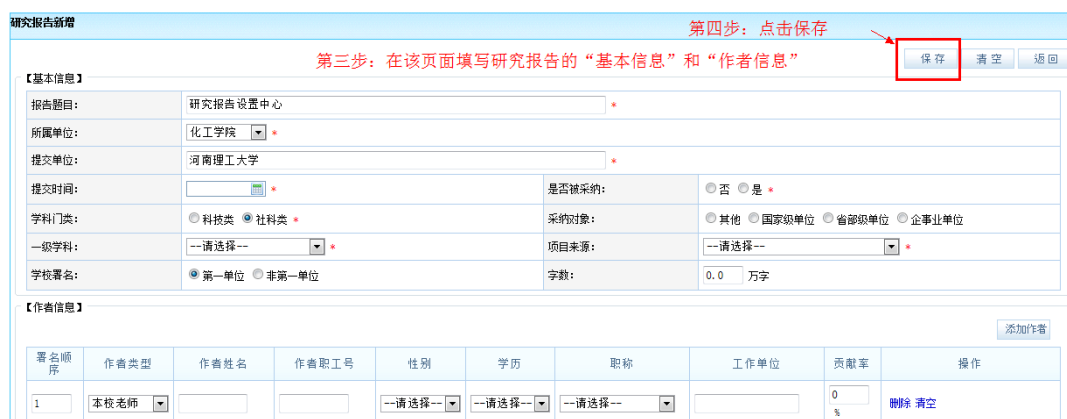 研究报告新增
第四步：点击保存
第三步：在该页面填写研究报告的“基本信息”和“作者信息”
保存 清空 返回
【基本信息】
报告题目： 研究报告设置中心 *
所属单位： 化工学院 *
提交单位： 河南理工大学 *
提交时间： * 是否被采纳： 否 是 *
学科门类： 科技类 社科类 * 采纳对象： 其他 国家级单位 省部级单位 企事业单位
一级学科： --请选择-- * 项目来源： --请选择-- *
学校署名： 第一单位 非第一单位 字数： 0.0 万字
【作者信息】
添加作者
署名顺序 作者类型 作者姓名 作者职工号 性别 学历 职称 工作单位 贡献率 操作
1 本校老师 --请选择-- --请选择-- --请选择-- 0 % 删除 清空